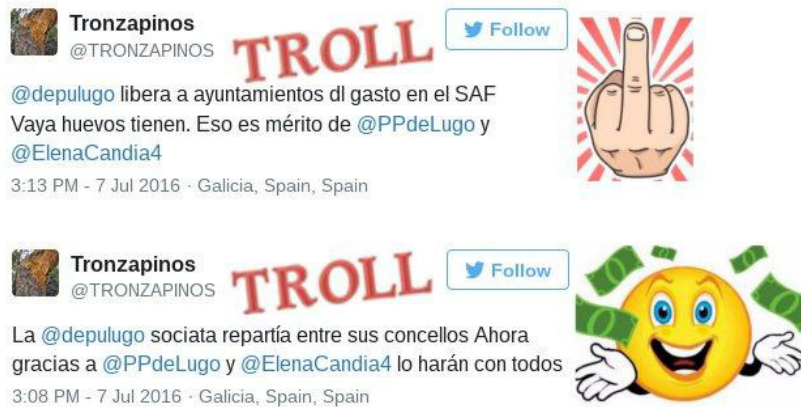 Tronzapinos
@TRONZAPINOS
TROLL
Follow
@depulugo libera a ayuntamientos dl gasto en el SAF
Vaya huevos tienen. Eso es mérito de @PPdeLugo y
@ElenaCandia4
3:13 PM - 7 Jul 2016 · Galicia, Spain, Spain
Tronzapinos
@TRONZAPINOS
TROLL
Follow
La @depulugo sociata repartía entre sus concellos Ahora
gracias a @PPdeLugo y @ElenaCandia4 lo harán con todos
3:08 PM - 7 Jul 2016 · Galicia, Spain, Spain